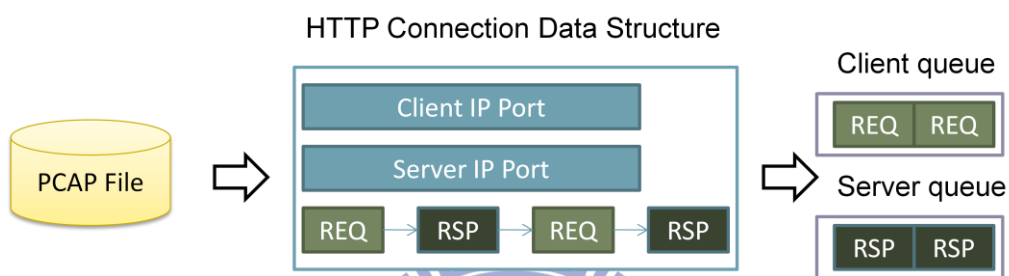 HTTP Connection Data Structure
PCAP File
Client IP Port
Server IP Port
REQ RSP REQ RSP
Client queue
REQ REQ
Server queue
RSP RSP